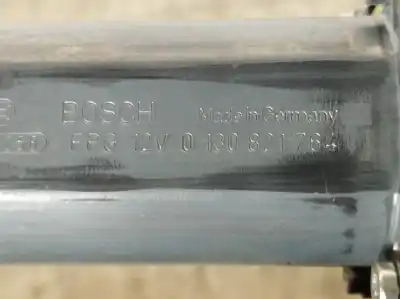 BOSCH Made in Germany
FPG 12V 0 130 821 764